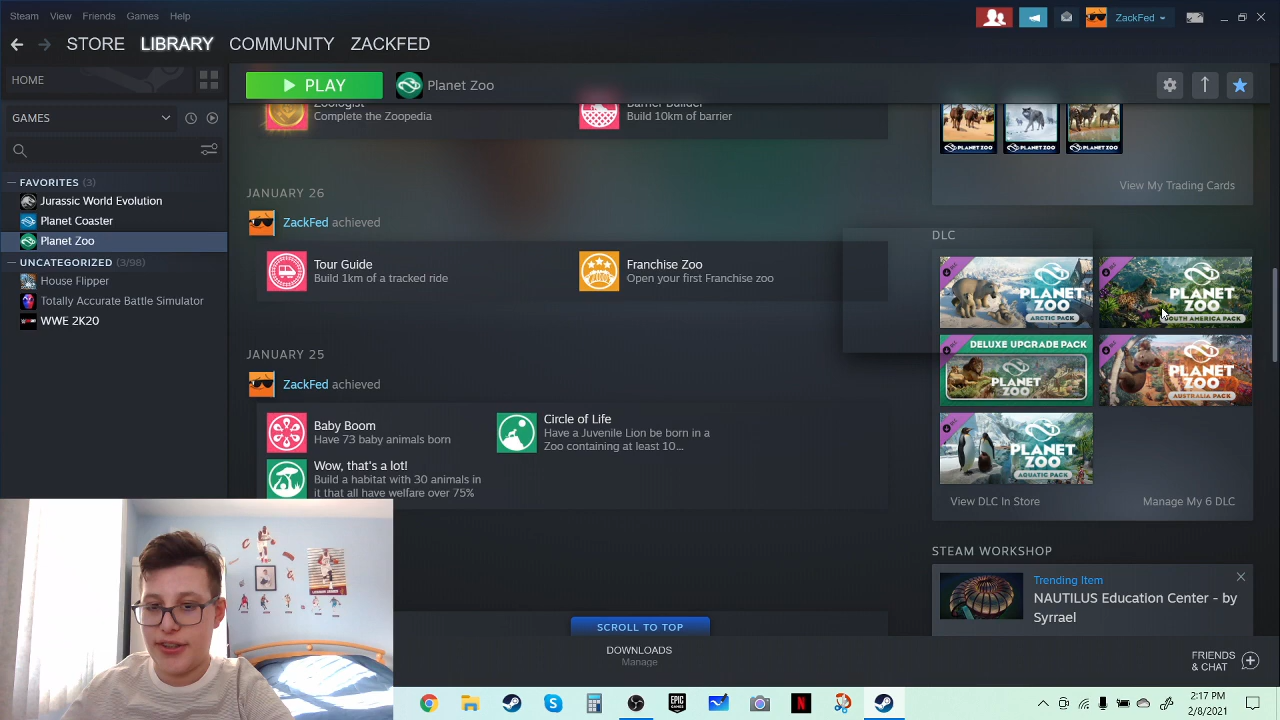 Steam View Friends Games Help
ZackFed
STORE LIBRARY COMMUNITY ZACKFED
HOME
GAMES
FAVORITES (3)
Jurassic World Evolution
Planet Coaster
Planet Zoo
UNCATEGORIZED (3/98)
House Flipper
Totally Accurate Battle Simulator
WWE 2K20
PLAY
Planet Zoo
Zoologist
Complete the Zoopedia
Barrier Builder
Build 10km of barrier
JANUARY 26
ZackFed achieved
Tour Guide
Build 1km of a tracked ride
Franchise Zoo
Open your first Franchise zoo
JANUARY 25
ZackFed achieved
Baby Boom
Have 73 baby animals born
Circle of Life
Have a Juvenile Lion be born in a
Zoo containing at least 10...
Wow, that's a lot!
Build a habitat with 30 animals in
it that all have welfare over 75%
SCROLL TO TOP
DOWNLOADS
Manage
PLANET ZOO
PLANET ZOO
PLANET ZOO
View My Trading Cards
DLC
PLANET
ZOO
ARCTIC PACK
PLANET
ZOO
SOUTH AMERICA PACK
DELUXE UPGRADE PACK
PLANET
ZOO
PLANET
ZOO
AUSTRALIA PACK
PLANET
ZOO
AQUATIC PACK
View DLC In Store
Manage My 6 DLC
STEAM WORKSHOP
Trending Item
NAUTILUS Education Center - by
Syrrael
FRIENDS
& CHAT
EPIC
GAMES
N
2:17 PM
2/8/2021